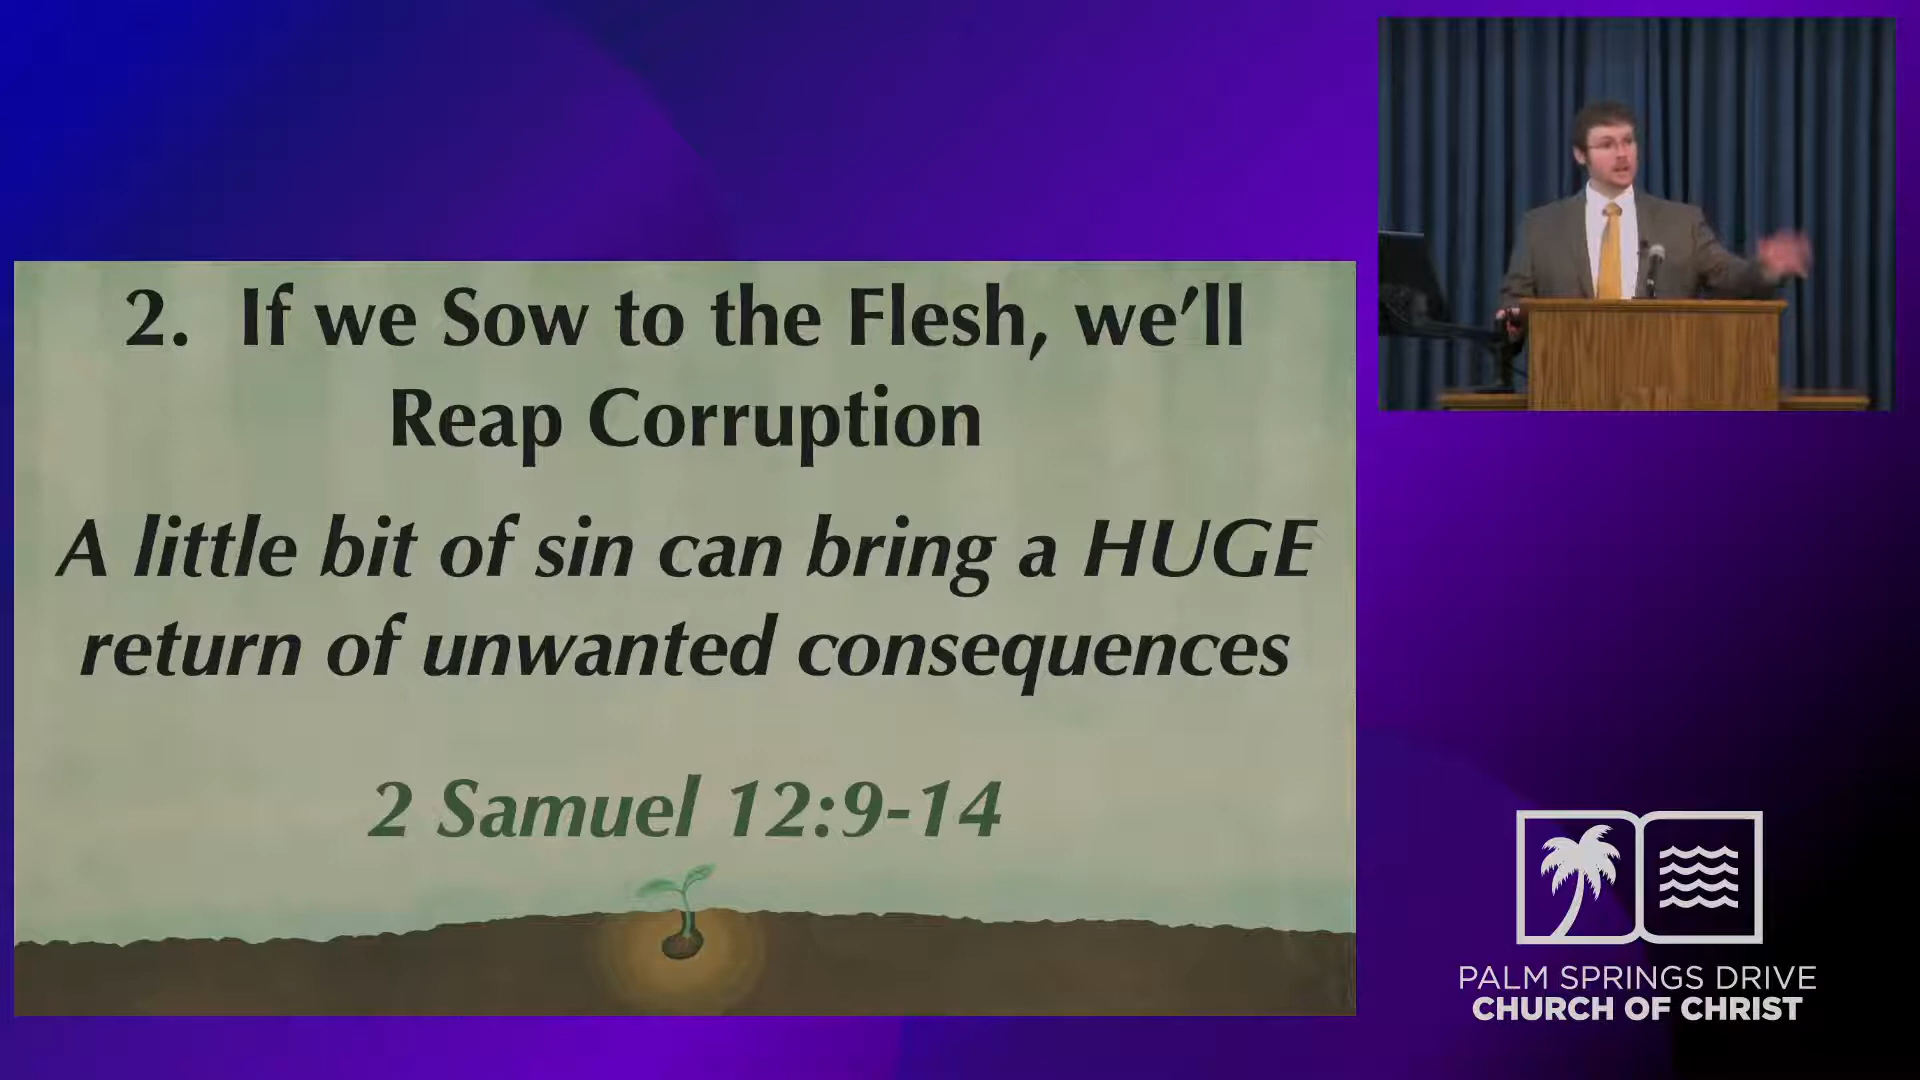 2. If we Sow to the Flesh, we’ll
Reap Corruption
A little bit of sin can bring a HUGE
return of unwanted consequences
2 Samuel 12:9-14
PALM SPRINGS DRIVE
CHURCH OF CHRIST